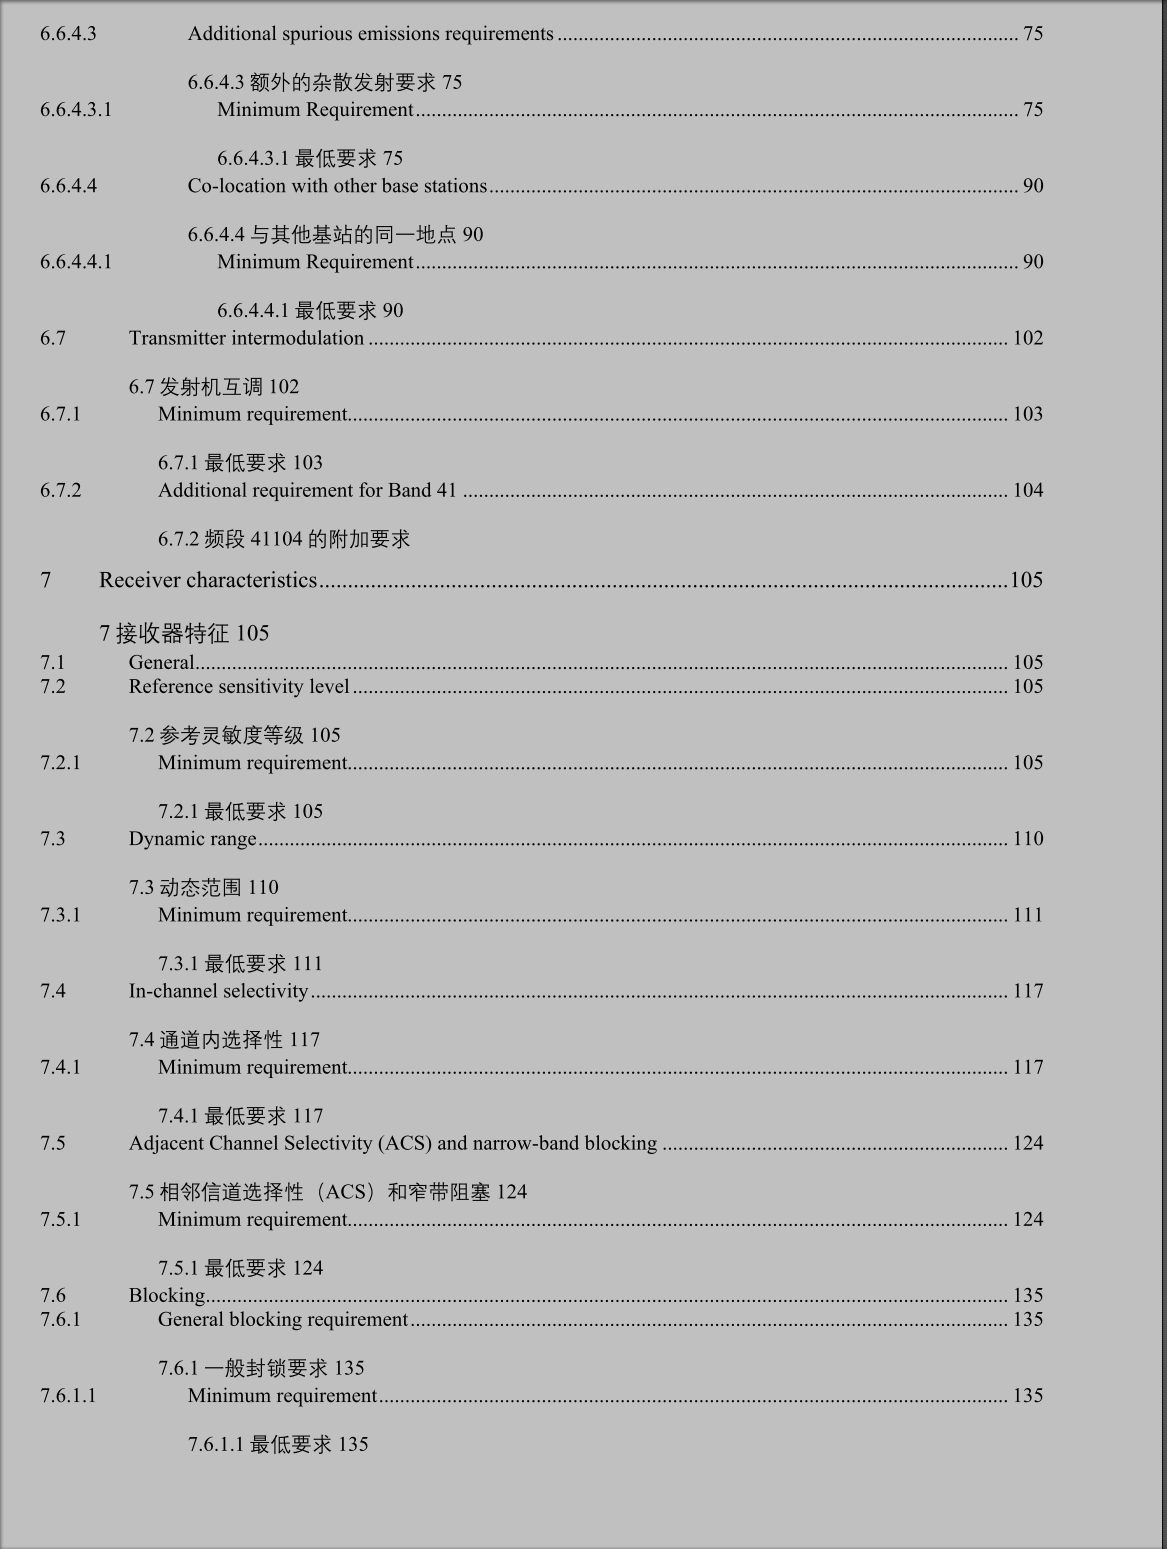 6.6.4.3 Additional spurious emissions requirements ........................................................................................ 75
6.6.4.3 额外的杂散发射要求 75
6.6.4.3.1 Minimum Requirement................................................................................................................... 75
6.6.4.3.1 最低要求 75
6.6.4.4 Co-location with other base stations..................................................................................................... 90
6.6.4.4 与其他基站的同一地点 90
6.6.4.4.1 Minimum Requirement................................................................................................................... 90
6.6.4.4.1 最低要求 90
6.7 Transmitter intermodulation .......................................................................................................................... 102
6.7 发射机互调 102
6.7.1 Minimum requirement.............................................................................................................................. 103
6.7.1 最低要求 103
6.7.2 Additional requirement for Band 41 ........................................................................................................ 104
6.7.2 频段 41104 的附加要求
7 Receiver characteristics........................................................................................................................105
7 接收器特征 105
7.1 General........................................................................................................................................................... 105
7.2 Reference sensitivity level ............................................................................................................................. 105
7.2 参考灵敏度等级 105
7.2.1 Minimum requirement.............................................................................................................................. 105
7.2.1 最低要求 105
7.3 Dynamic range............................................................................................................................................... 110
7.3 动态范围 110
7.3.1 Minimum requirement.............................................................................................................................. 111
7.3.1 最低要求 111
7.4 In-channel selectivity..................................................................................................................................... 117
7.4 通道内选择性 117
7.4.1 Minimum requirement.............................................................................................................................. 117
7.4.1 最低要求 117
7.5 Adjacent Channel Selectivity (ACS) and narrow-band blocking .................................................................. 124
7.5 相邻信道选择性（ACS）和窄带阻塞 124
7.5.1 Minimum requirement.............................................................................................................................. 124
7.5.1 最低要求 124
7.6 Blocking......................................................................................................................................................... 135
7.6.1 General blocking requirement.................................................................................................................. 135
7.6.1 一般封锁要求 135
7.6.1.1 Minimum requirement........................................................................................................................ 135
7.6.1.1 最低要求 135